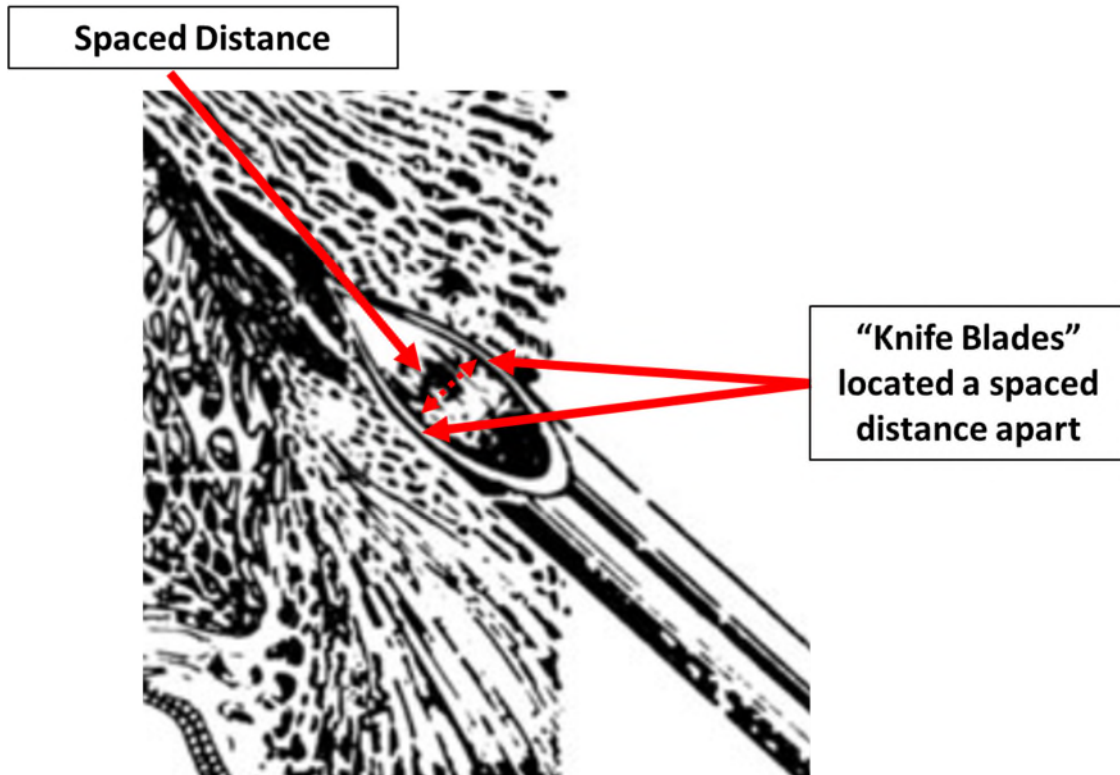 Spaced Distance
“Knife Blades”
located a spaced
distance apart